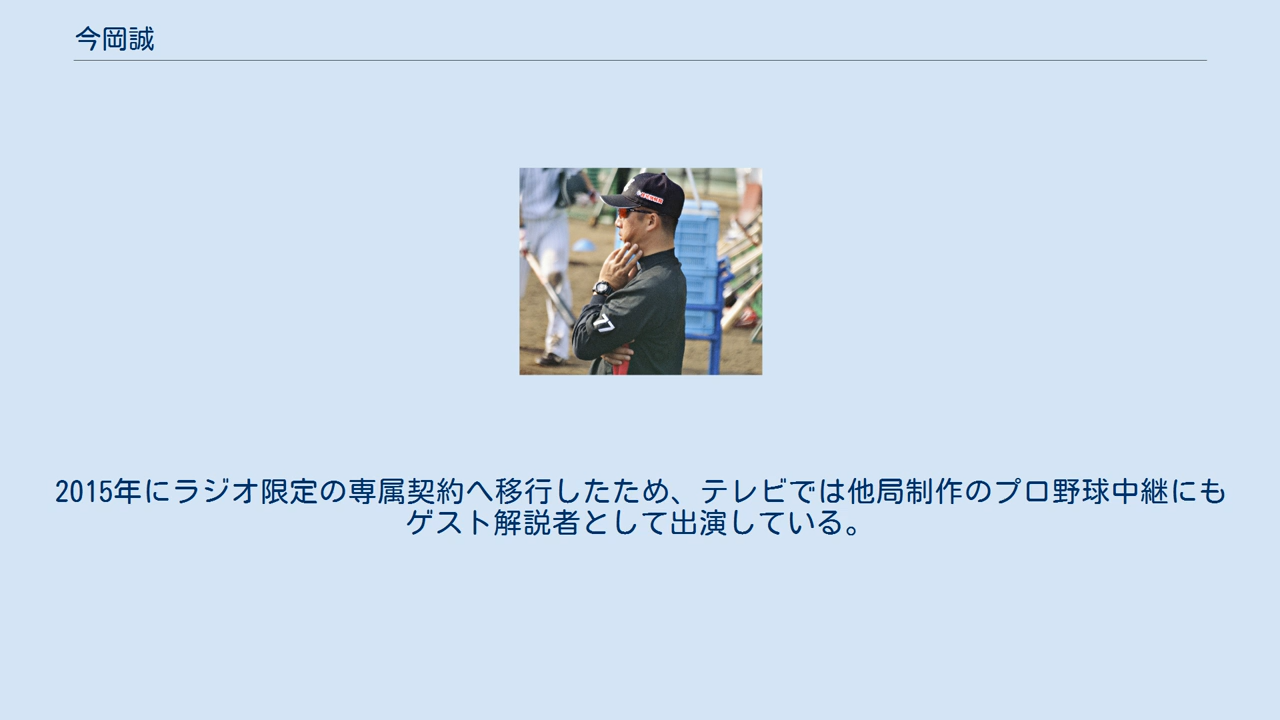 今岡誠
77
2015年にラジオ限定の専属契約へ移行したため、テレビでは他局制作のプロ野球中継にも
ゲスト解説者として出演している。